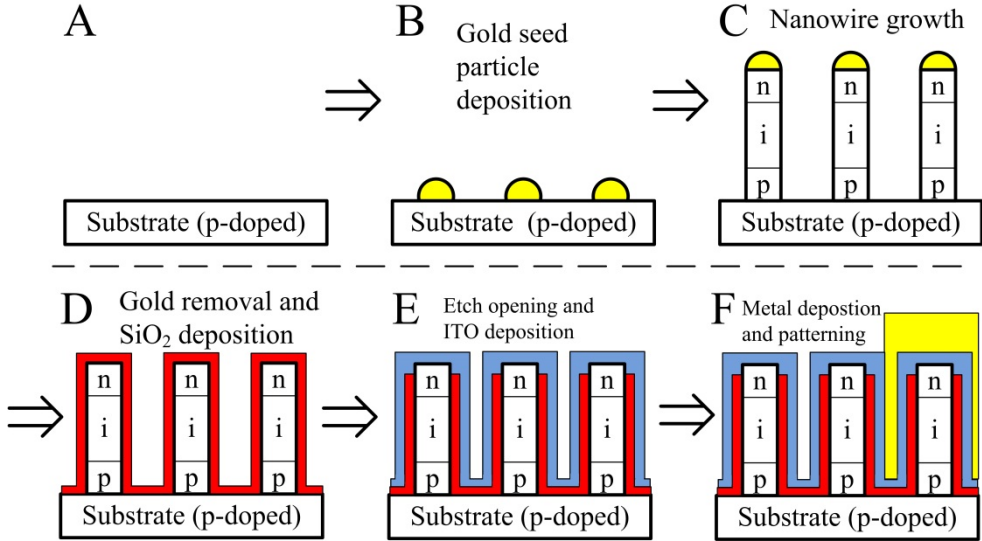 A
Substrate (p-doped)
B
Gold seed
particle
deposition
Substrate (p-doped)
C
Nanowire growth
n n n
i i i
p p p
Substrate (p-doped)
D
Gold removal and
SiO₂ deposition
n n n
i i i
p p p
Substrate (p-doped)
E
Etch opening and
ITO deposition
n n n
i i i
p p p
Substrate (p-doped)
F
Metal depostion
and patterning
n n n
i i i
p p p
Substrate (p-doped)